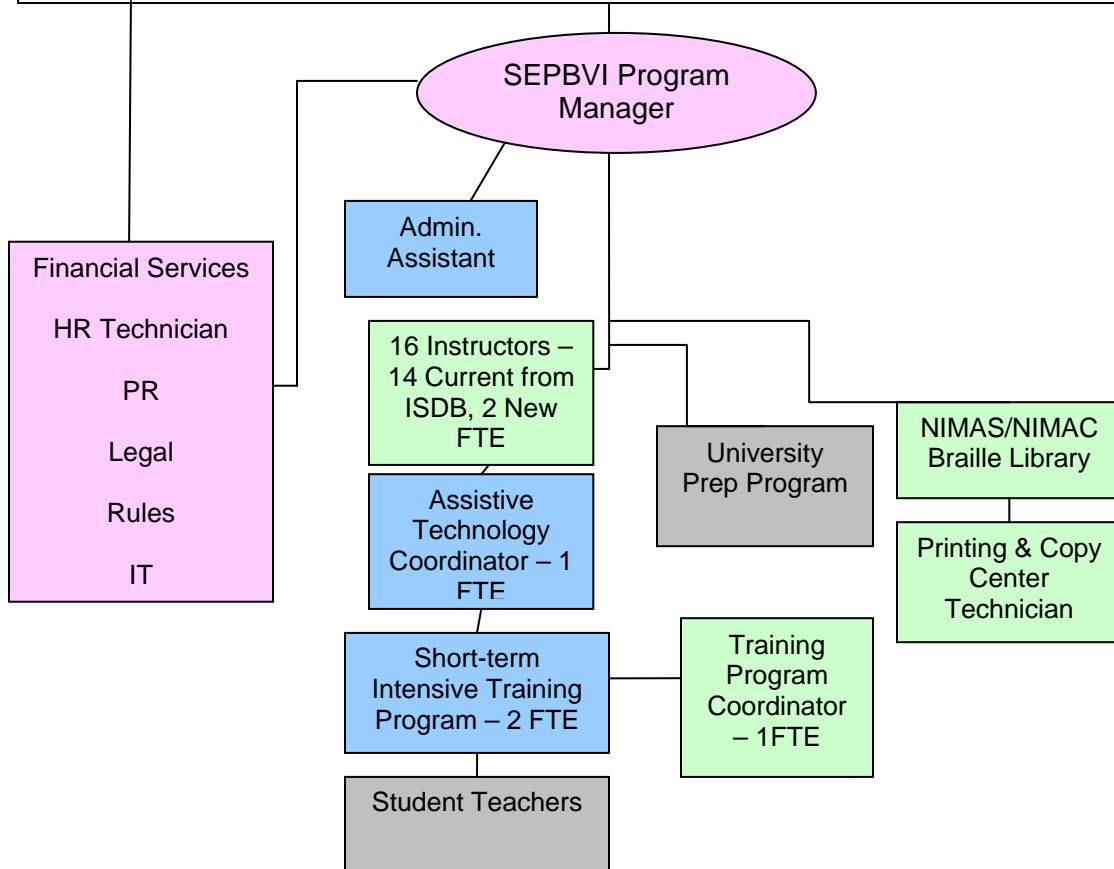 SEPBVI Program
Manager
Admin.
Assistant
Financial Services
HR Technician
PR
Legal
Rules
IT
16 Instructors –
14 Current from
ISDB, 2 New
FTE
University
Prep Program
NIMAS/NIMAC
Braille Library
Assistive
Technology
Coordinator – 1
FTE
Printing & Copy
Center
Technician
Short-term
Intensive Training
Program – 2 FTE
Training
Program
Coordinator
– 1FTE
Student Teachers